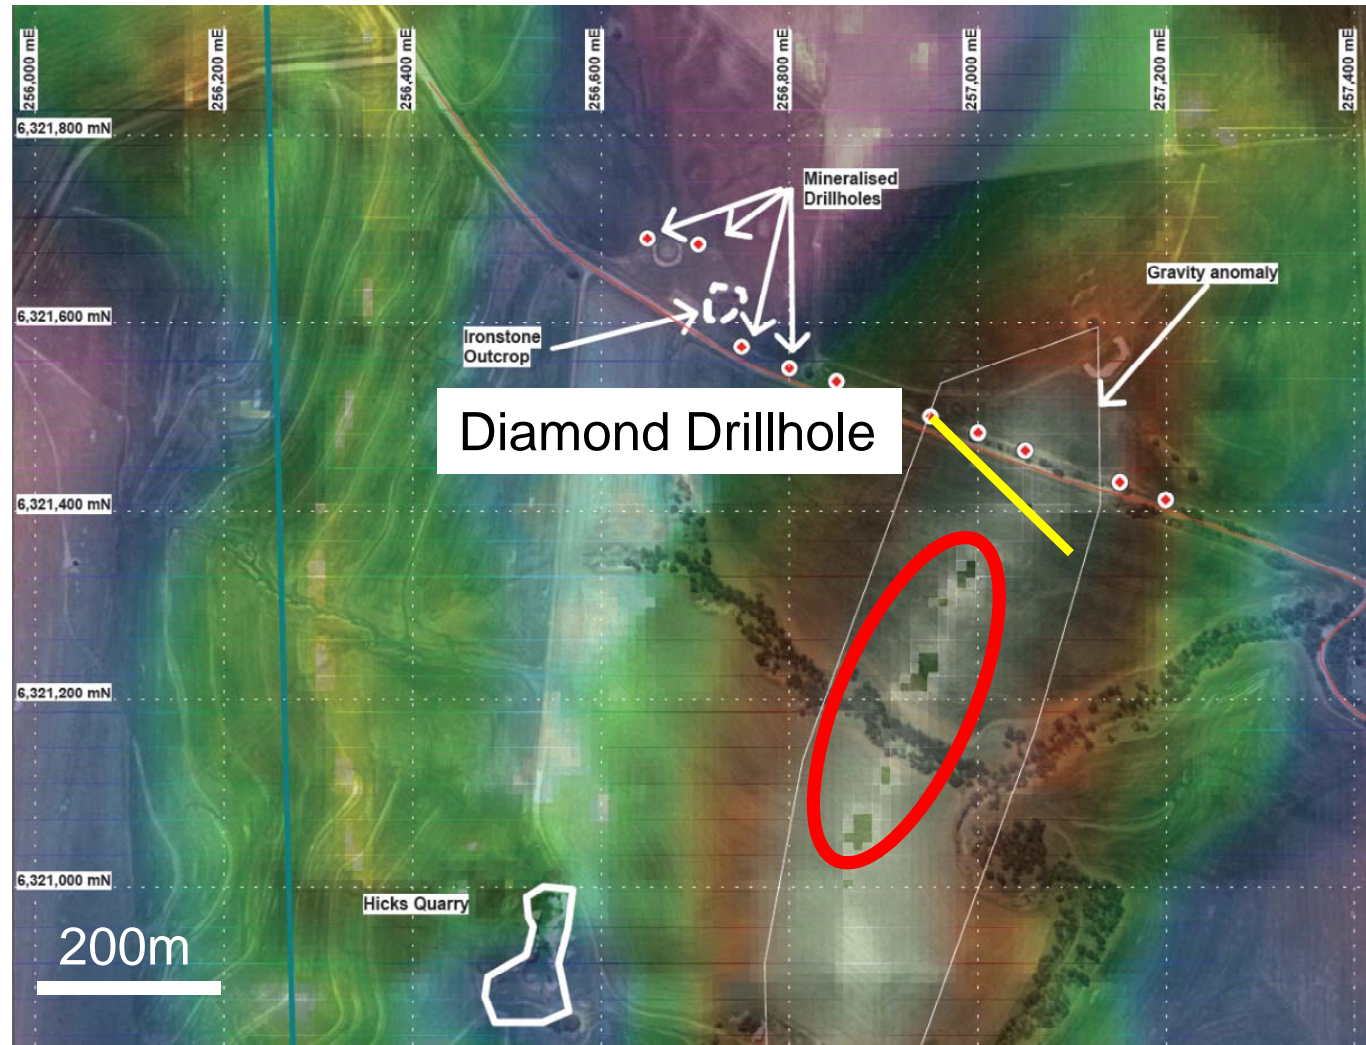 256,000 mE
256,200 mE
256,400 mE
256,600 mE
256,800 mE
257,000 mE
257,200 mE
257,400 mE
6,321,800 mN
Mineralised
Drillholes
Gravity anomaly
6,321,600 mN
Ironstone
Outcrop
Diamond Drillhole
6,321,400 mN
6,321,200 mN
6,321,000 mN
Hicks Quarry
200m